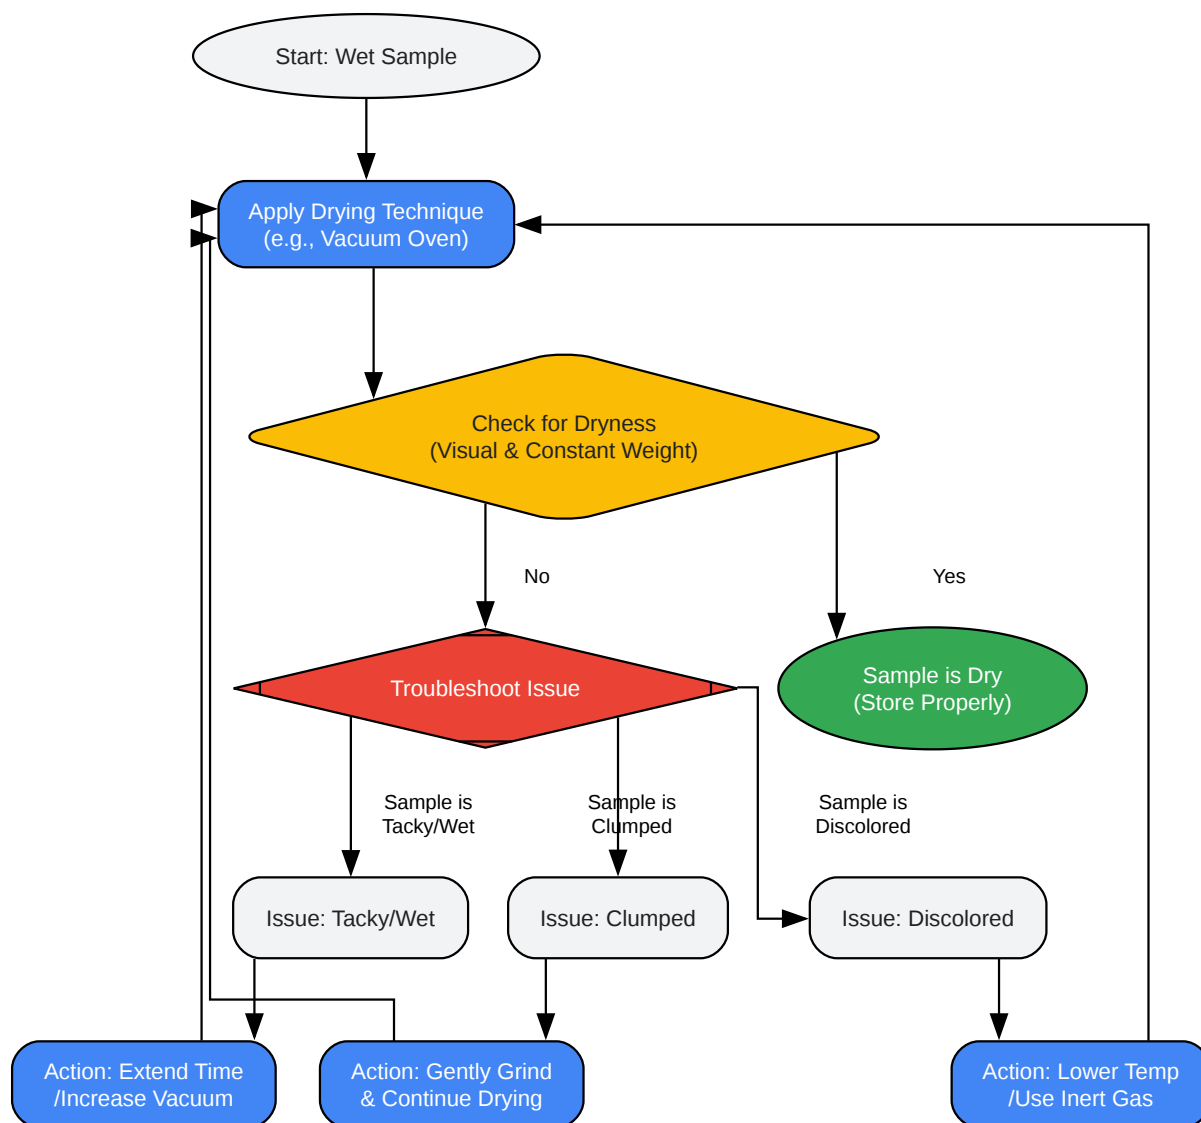 Start: Wet Sample
Apply Drying Technique
(e.g., Vacuum Oven)
Check for Dryness
(Visual & Constant Weight)
No
Yes
Troubleshoot Issue
Sample is Dry
(Store Properly)
Sample is
Tacky/Wet
Sample is
Clumped
Sample is
Discolored
Issue: Tacky/Wet
Issue: Clumped
Issue: Discolored
Action: Extend Time
/Increase Vacuum
Action: Gently Grind
& Continue Drying
Action: Lower Temp
/Use Inert Gas